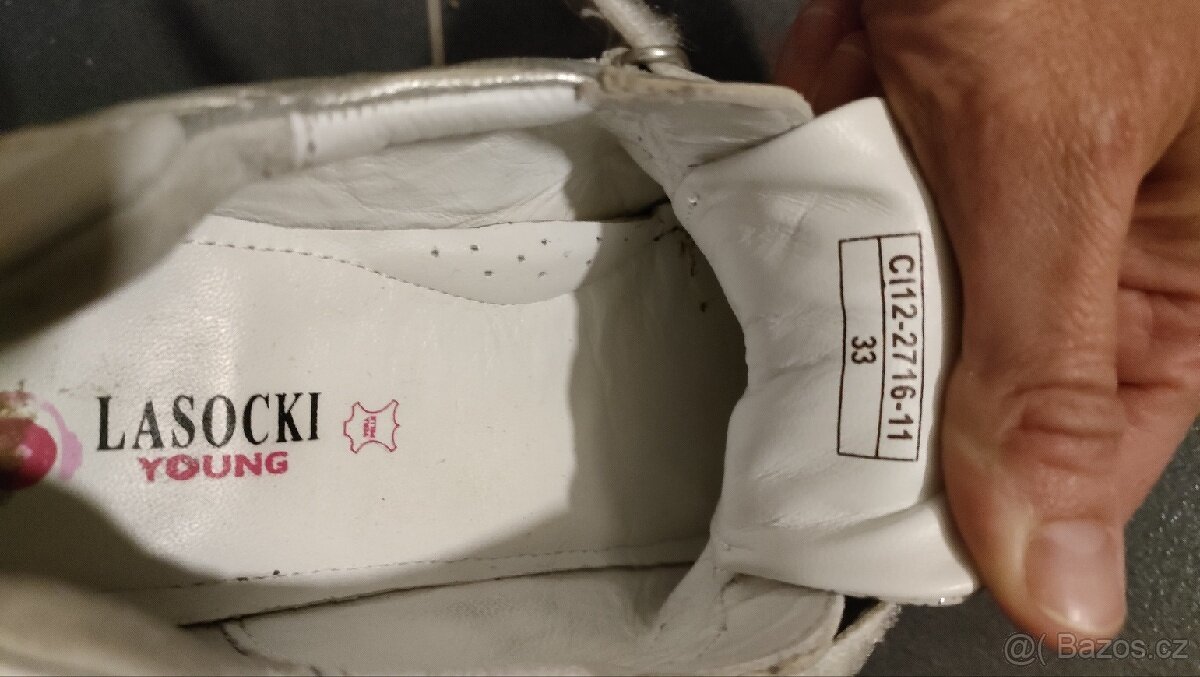 LASOCKI
YOUNG
CI12-2716-11
33
@( Bazos.cz